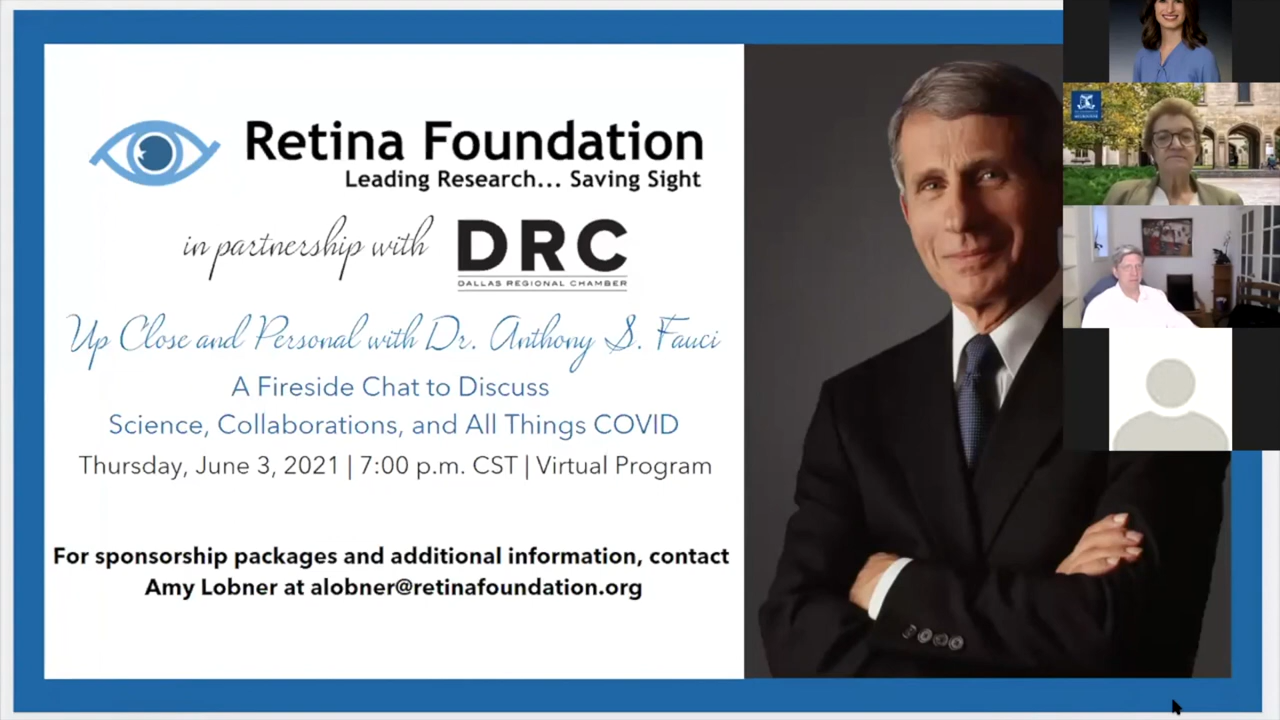 Retina Foundation
Leading Research... Saving Sight
in partnership with DRC
DALLAS REGIONAL CHAMBER
Up Close and Personal with Dr. Anthony S. Fauci
A Fireside Chat to Discuss
Science, Collaborations, and All Things COVID
Thursday, June 3, 2021 | 7:00 p.m. CST | Virtual Program
For sponsorship packages and additional information, contact
Amy Lobner at alobner@retinafoundation.org